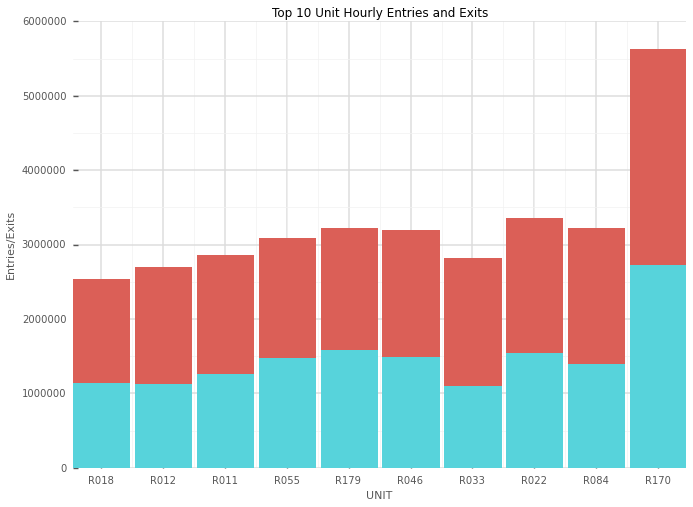 Top 10 Unit Hourly Entries and Exits
6000000
5000000
4000000
3000000
2000000
1000000
0
Entries/Exits
R018 R012 R011 R055 R179 R046 R033 R022 R084 R170
UNIT